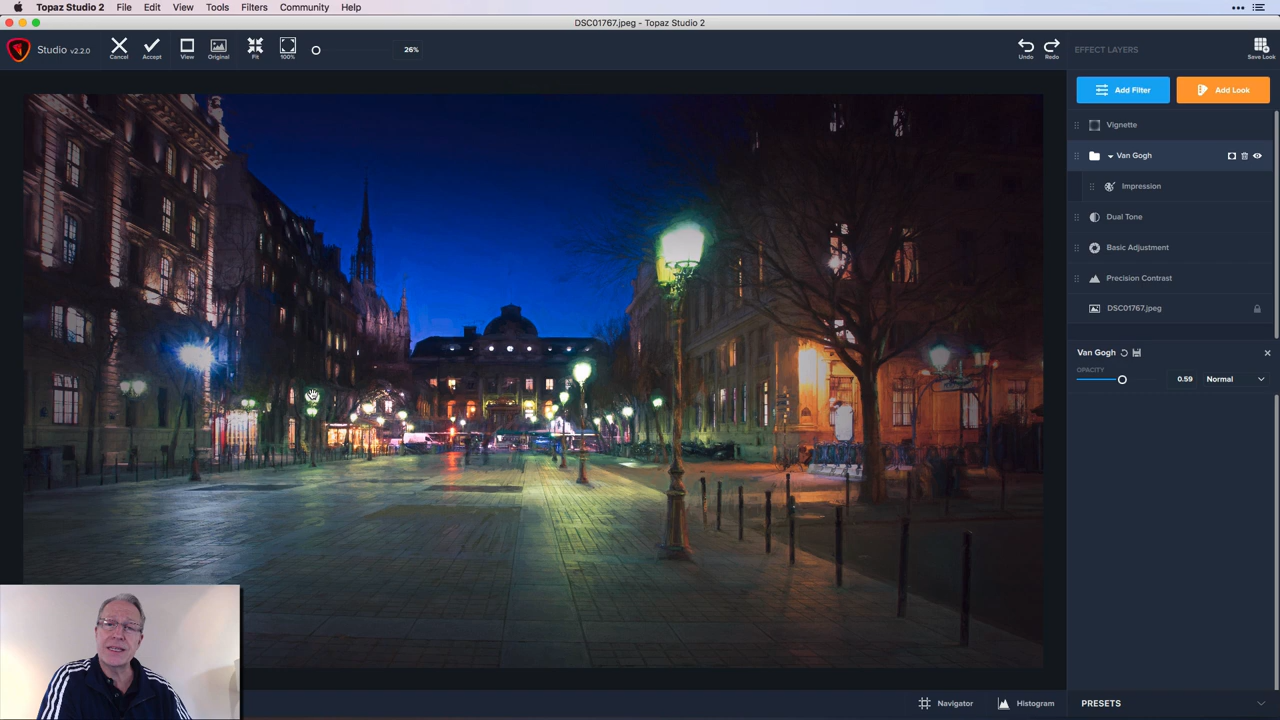 Topaz Studio 2 File Edit View Tools Filters Community Help
DSC01767.jpeg - Topaz Studio 2
Studio v2.2.0
Cancel Accept View Original Fit 100% 26% Undo Redo
EFFECT LAYERS
Save Look
Add Filter Add Look
Vignette
Van Gogh
Impression
Dual Tone
Basic Adjustment
Precision Contrast
DSC01767.jpeg
Van Gogh
OPACITY
0.59 Normal
Navigator Histogram PRESETS